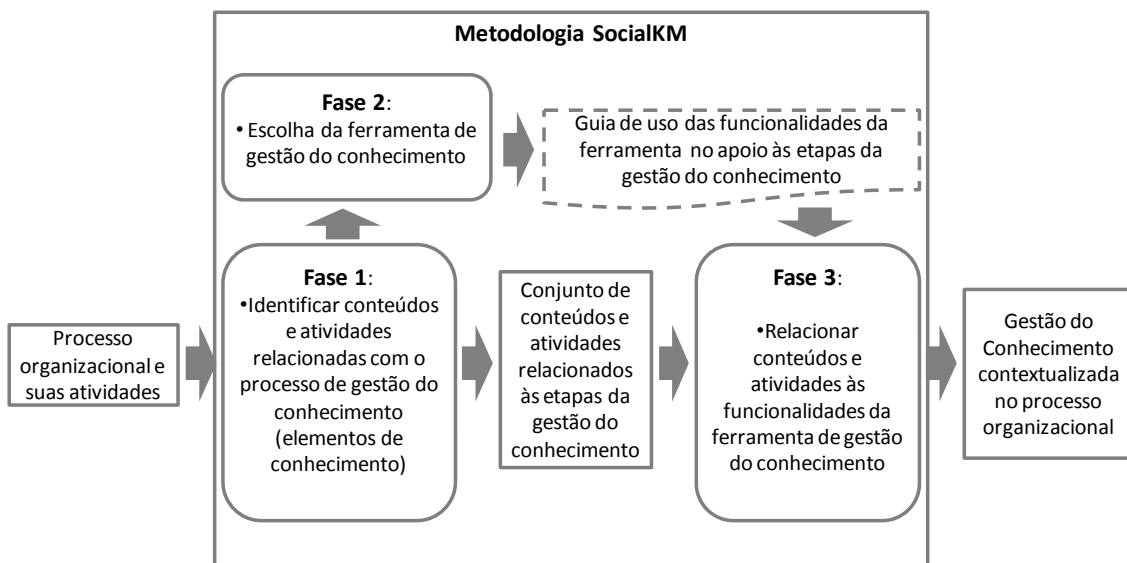 Metodologia SocialKM
Fase 2:
• Escolha da ferramenta de
gestão do conhecimento
Guia de uso das funcionalidades da
ferramenta no apoio às etapas da
gestão do conhecimento
Processo
organizacional e
suas atividades
Fase 1:
•Identificar conteúdos
e atividades
relacionadas com o
processo de gestão do
conhecimento
(elementos de
conhecimento)
Conjunto de
conteúdos e
atividades
relacionados
às etapas da
gestão do
conhecimento
Fase 3:
•Relacionar
conteúdos e
atividades às
funcionalidades da
ferramenta de gestão
do conhecimento
Gestão do
Conhecimento
contextualizada
no processo
organizacional